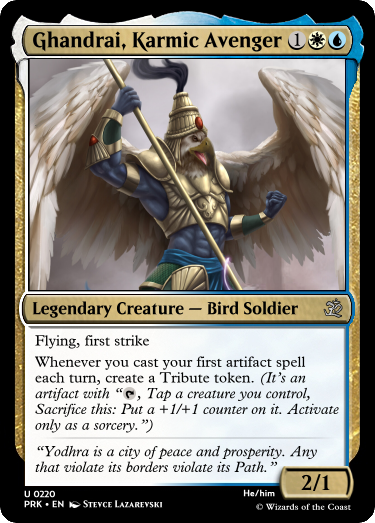 Ghandrai, Karmic Avenger 1
Legendary Creature — Bird Soldier
Flying, first strike
Whenever you cast your first artifact spell
each turn, create a Tribute token. (It's an
artifact with “, Tap a creature you control,
Sacrifice this: Put a +1/+1 counter on it. Activate
only as a sorcery.”)
“Yodhra is a city of peace and prosperity. Any
that violate its borders violate its Path.”
2/1
U 0220 He/him
PRK • EN Steyce Lazarevski © Wizards of the Coast